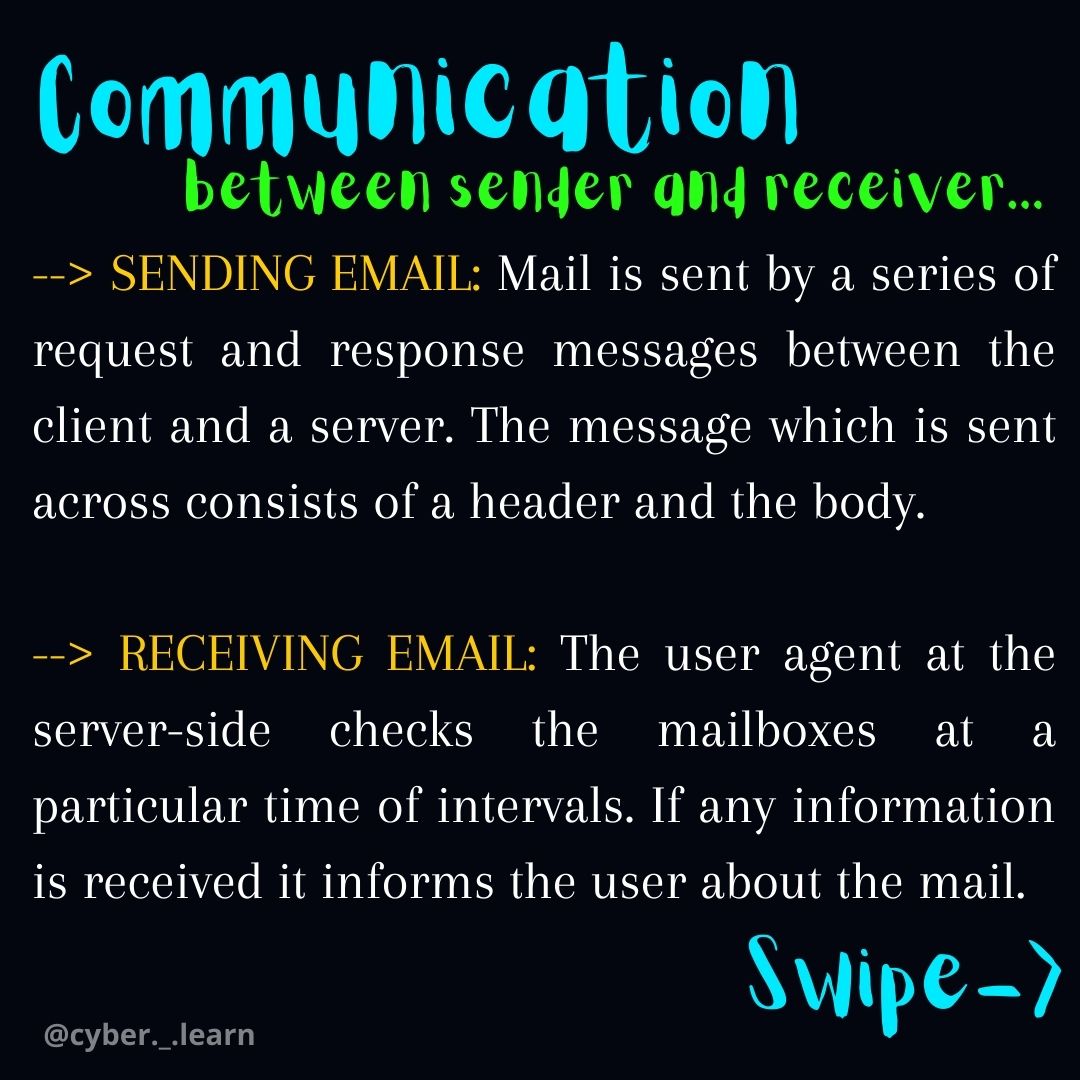 Communication
between sender and receiver...
--> SENDING EMAIL: Mail is sent by a series of
request and response messages between the
client and a server. The message which is sent
across consists of a header and the body.
--> RECEIVING EMAIL: The user agent at the
server-side checks the mailboxes at a
particular time of intervals. If any information
is received it informs the user about the mail.
Swipe->
@cyber._.learn